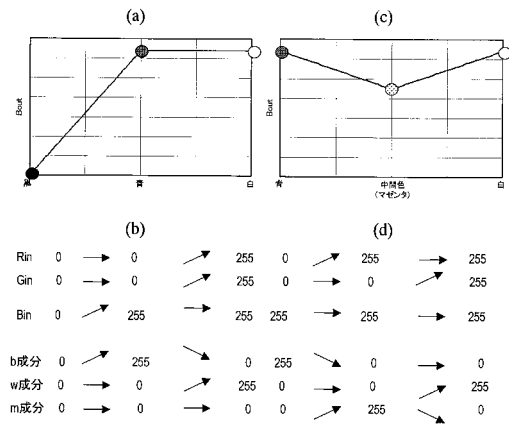 (a) (c)
Bout
黒 青 白
Bout
青 中間色 白
(マゼンタ)
(b) (d)
Rin 0 → 0 ↗ 255 0 ↗ 255 → 255
Gin 0 → 0 ↗ 255 0 → 0 ↗ 255
Bin 0 ↗ 255 → 255 255 → 255 → 255
b成分 0 ↗ 255 ↘ 0 255 ↘ 0 → 0
w成分 0 → 0 ↗ 255 0 → 0 ↗ 255
m成分 0 → 0 → 0 0 ↗ 255 ↘ 0